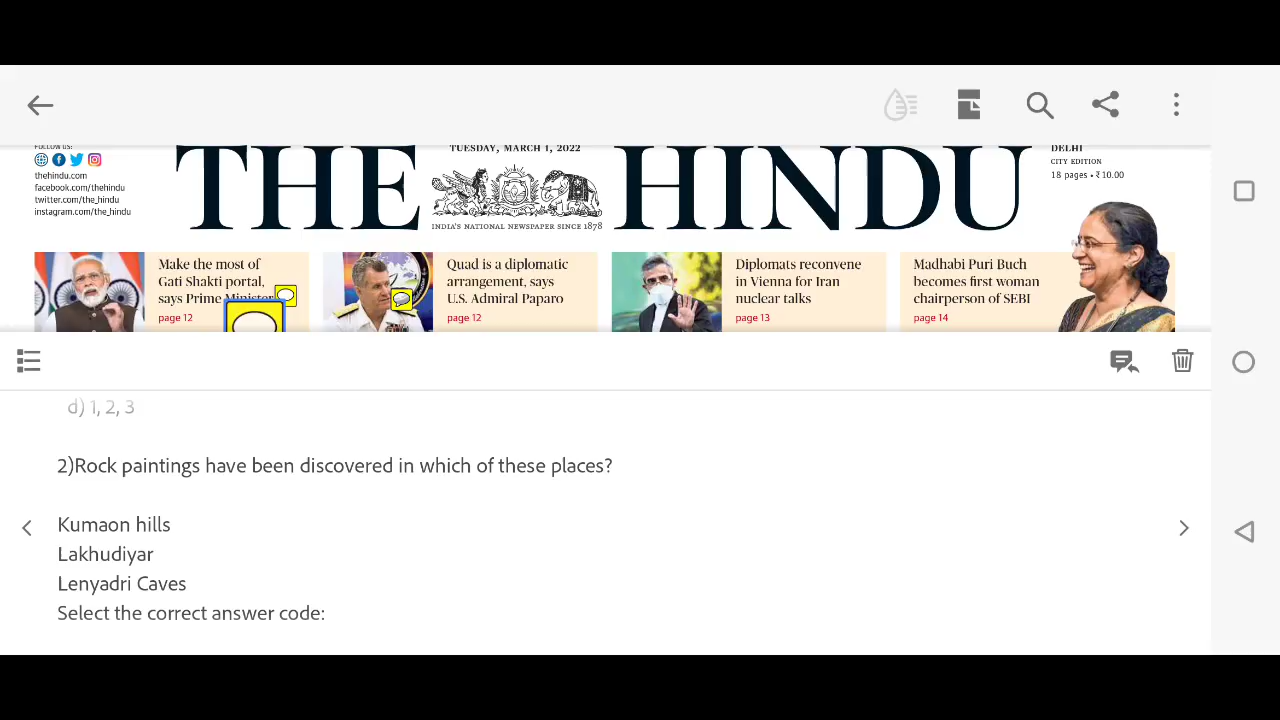 FOLLOW US:
thehindu.com
facebook.com/thehindu
twitter.com/the_hindu
instagram.com/the_hindu
THE HINDU
TUESDAY, MARCH 1, 2022
INDIA'S NATIONAL NEWSPAPER SINCE 1878
DELHI
CITY EDITION
18 pages • ₹10.00
Make the most of
Gati Shakti portal,
says Prime Minister
page 12
Quad is a diplomatic
arrangement, says
U.S. Admiral Paparo
page 12
Diplomats reconvene
in Vienna for Iran
nuclear talks
page 13
Madhabi Puri Buch
becomes first woman
chairperson of SEBI
page 14
d) 1, 2, 3
2)Rock paintings have been discovered in which of these places?
Kumaon hills
Lakhudiyar
Lenyadri Caves
Select the correct answer code: